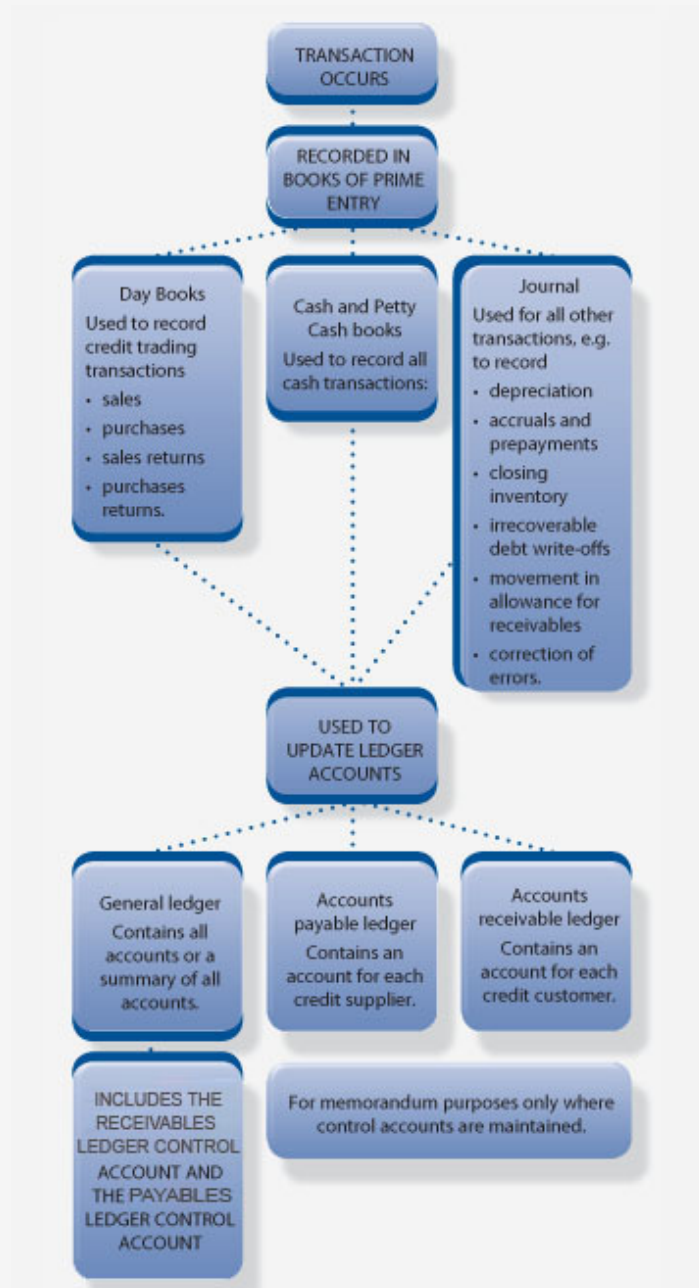 TRANSACTION
OCCURS
RECORDED IN
BOOKS OF PRIME
ENTRY
Day Books
Used to record
credit trading
transactions
• sales
• purchases
• sales returns
• purchases
returns.
Cash and Petty
Cash books
Used to record all
cash transactions:
Journal
Used for all other
transactions, e.g.
to record
• depreciation
• accruals and
prepayments
• closing
inventory
• irrecoverable
debt write-offs
• movement in
allowance for
receivables
• correction of
errors.
USED TO
UPDATE LEDGER
ACCOUNTS
General ledger
Contains all
accounts or a
summary of all
accounts.
Accounts
payable ledger
Contains an
account for each
credit supplier.
Accounts
receivable ledger
Contains an
account for each
credit customer.
INCLUDES THE
RECEIVABLES
LEDGER CONTROL
ACCOUNT AND
THE PAYABLES
LEDGER CONTROL
ACCOUNT
For memorandum purposes only where
control accounts are maintained.